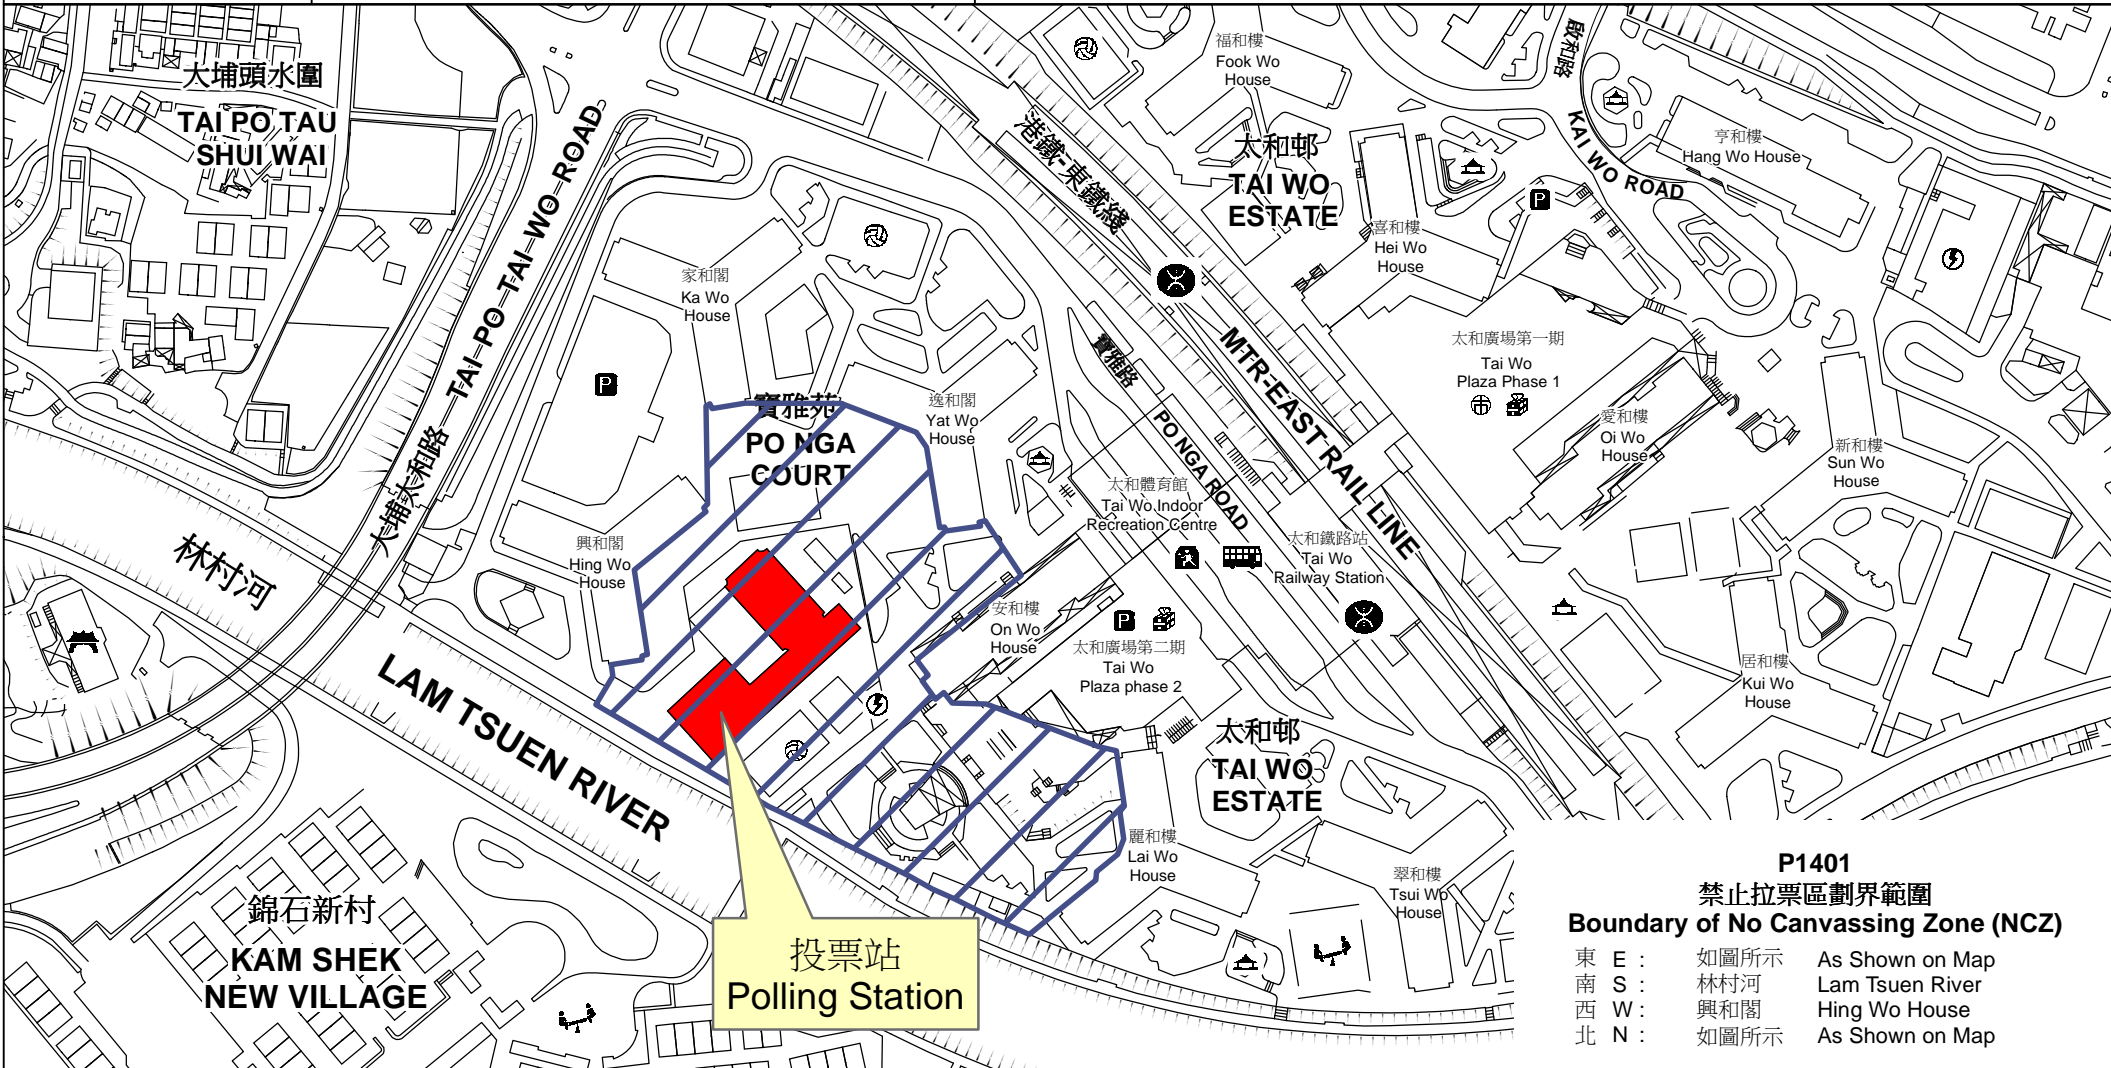 大埔頭水圍
TAI PO TAU
SHUI WAI
大埔太和路
TAI PO TAI WO ROAD
福和樓
Fook Wo
House
啟和路
KAI WO ROAD
亨和樓
Hang Wo House
港鐵-東鐵綫
MTR-EAST RAIL LINE
太和邨
TAI WO
ESTATE
喜和樓
Hei Wo
House
P
家和閣
Ka Wo
House
P
寶雅路
PO NGA ROAD
太和廣場第一期
Tai Wo
Plaza Phase 1
愛和樓
Oi Wo
House
新和樓
Sun Wo
House
寶雅苑
PO NGA
COURT
逸和閣
Yat Wo
House
太和體育館
Tai Wo Indoor
Recreation Centre
太和鐵路站
Tai Wo
Railway Station
興和閣
Hing Wo
House
安和樓
On Wo
House
P
太和廣場第二期
Tai Wo
Plaza phase 2
居和樓
Kui Wo
House
林村河
LAM TSUEN RIVER
太和邨
TAI WO
ESTATE
麗和樓
Lai Wo
House
翠和樓
Tsui Wo
House
錦石新村
KAM SHEK
NEW VILLAGE
投票站
Polling Station
P1401
禁止拉票區劃界範圍
Boundary of No Canvassing Zone (NCZ)
東 E : 如圖所示 As Shown on Map
南 S : 林村河 Lam Tsuen River
西 W : 興和閣 Hing Wo House
北 N : 如圖所示 As Shown on Map